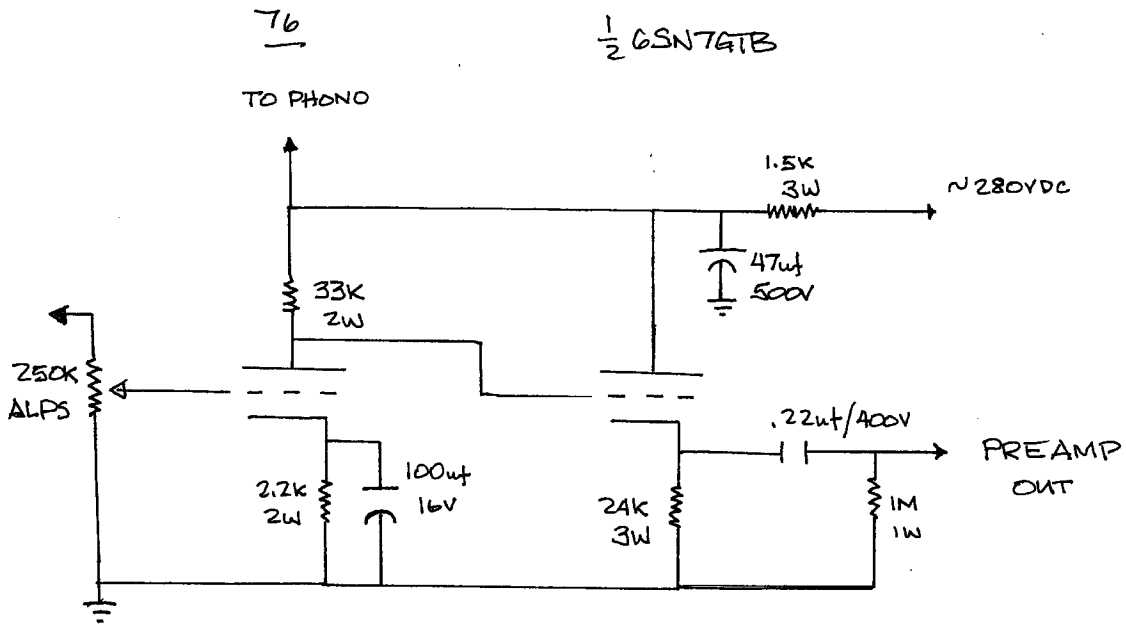 76
1/2 6SN7GTB
TO PHONO
1.5K
3W
~280VDC
33K
2W
47uf
500V
250K
ALPS
.22uf/400V
PREAMP
OUT
2.2K
2W
100uf
16V
24K
3W
1M
1W